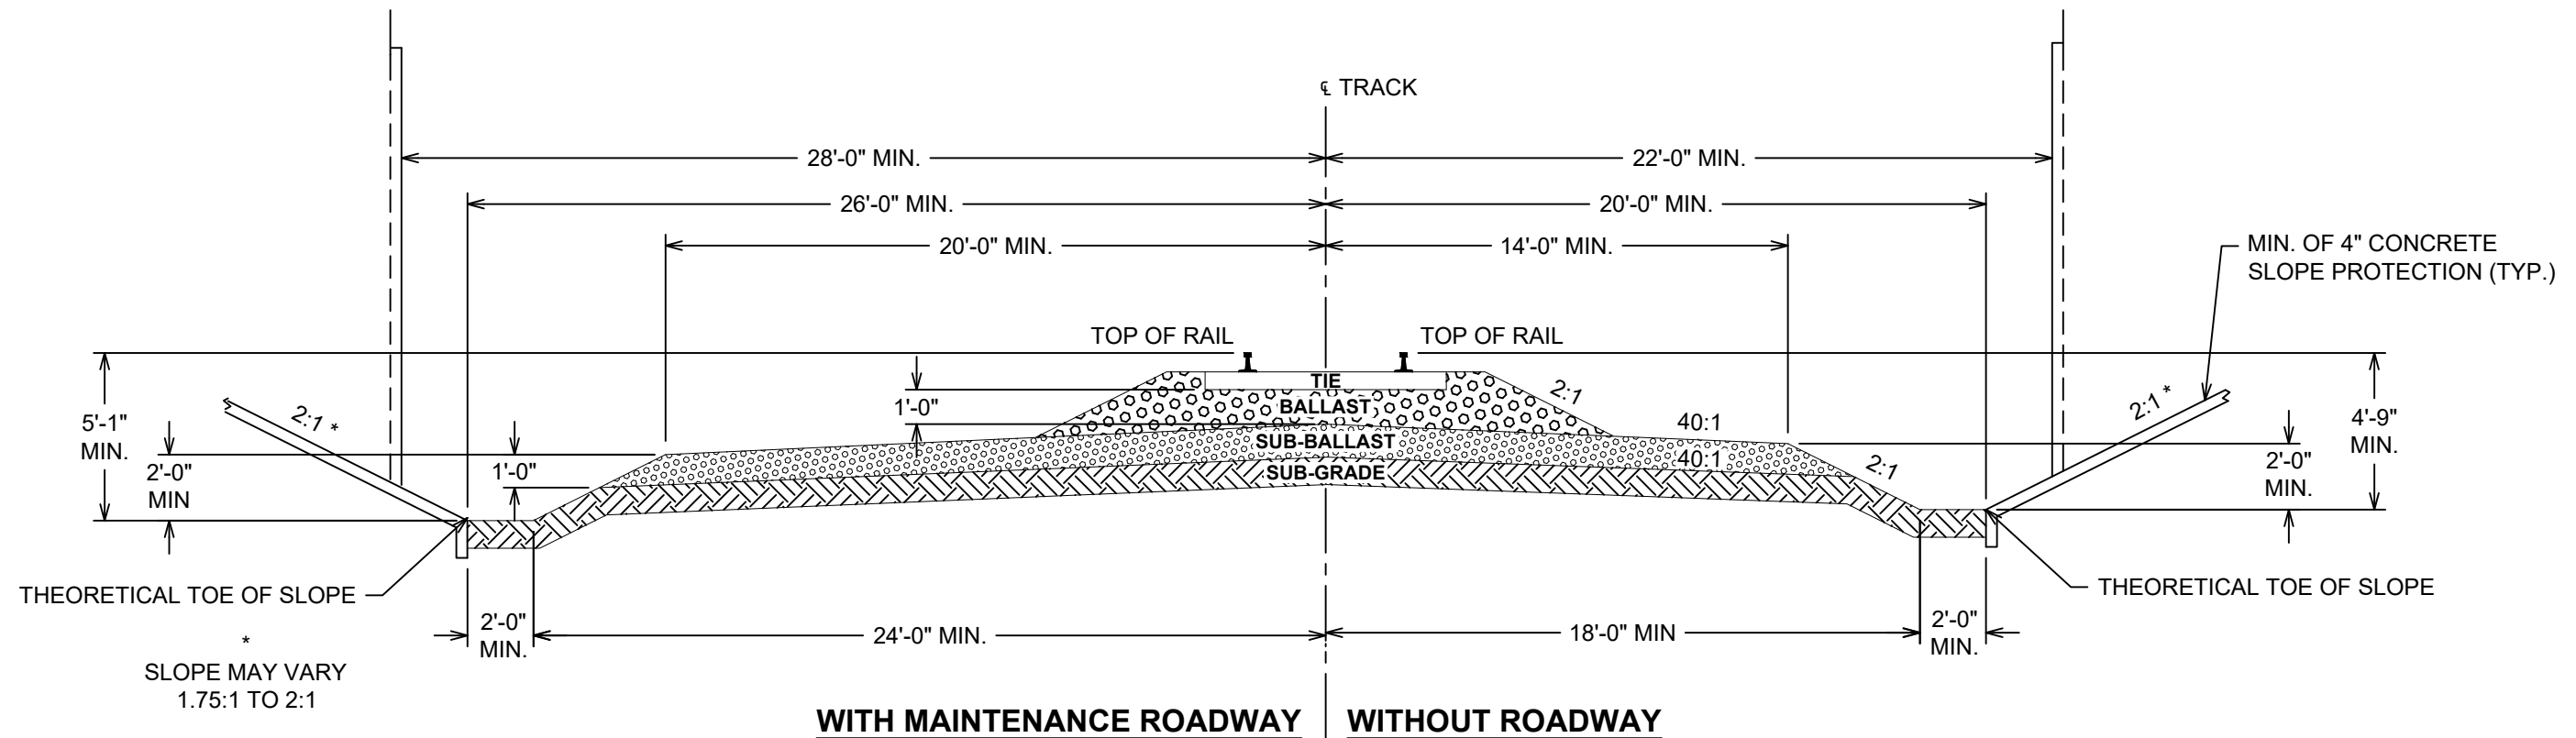 ℄ TRACK
28'-0" MIN.
22'-0" MIN.
26'-0" MIN.
20'-0" MIN.
20'-0" MIN.
14'-0" MIN.
MIN. OF 4" CONCRETE
SLOPE PROTECTION (TYP.)
TOP OF RAIL
TOP OF RAIL
TIE
2:1
2:1 *
2:1 *
1'-0"
BALLAST
5'-1"
MIN.
4'-9"
MIN.
40:1
SUB-BALLAST
40:1
2:1
2'-0"
MIN
1'-0"
SUB-GRADE
2'-0"
MIN.
THEORETICAL TOE OF SLOPE
THEORETICAL TOE OF SLOPE
2'-0"
MIN.
24'-0" MIN.
18'-0" MIN
2'-0"
MIN.
*
SLOPE MAY VARY
1.75:1 TO 2:1
WITH MAINTENANCE ROADWAY
WITHOUT ROADWAY